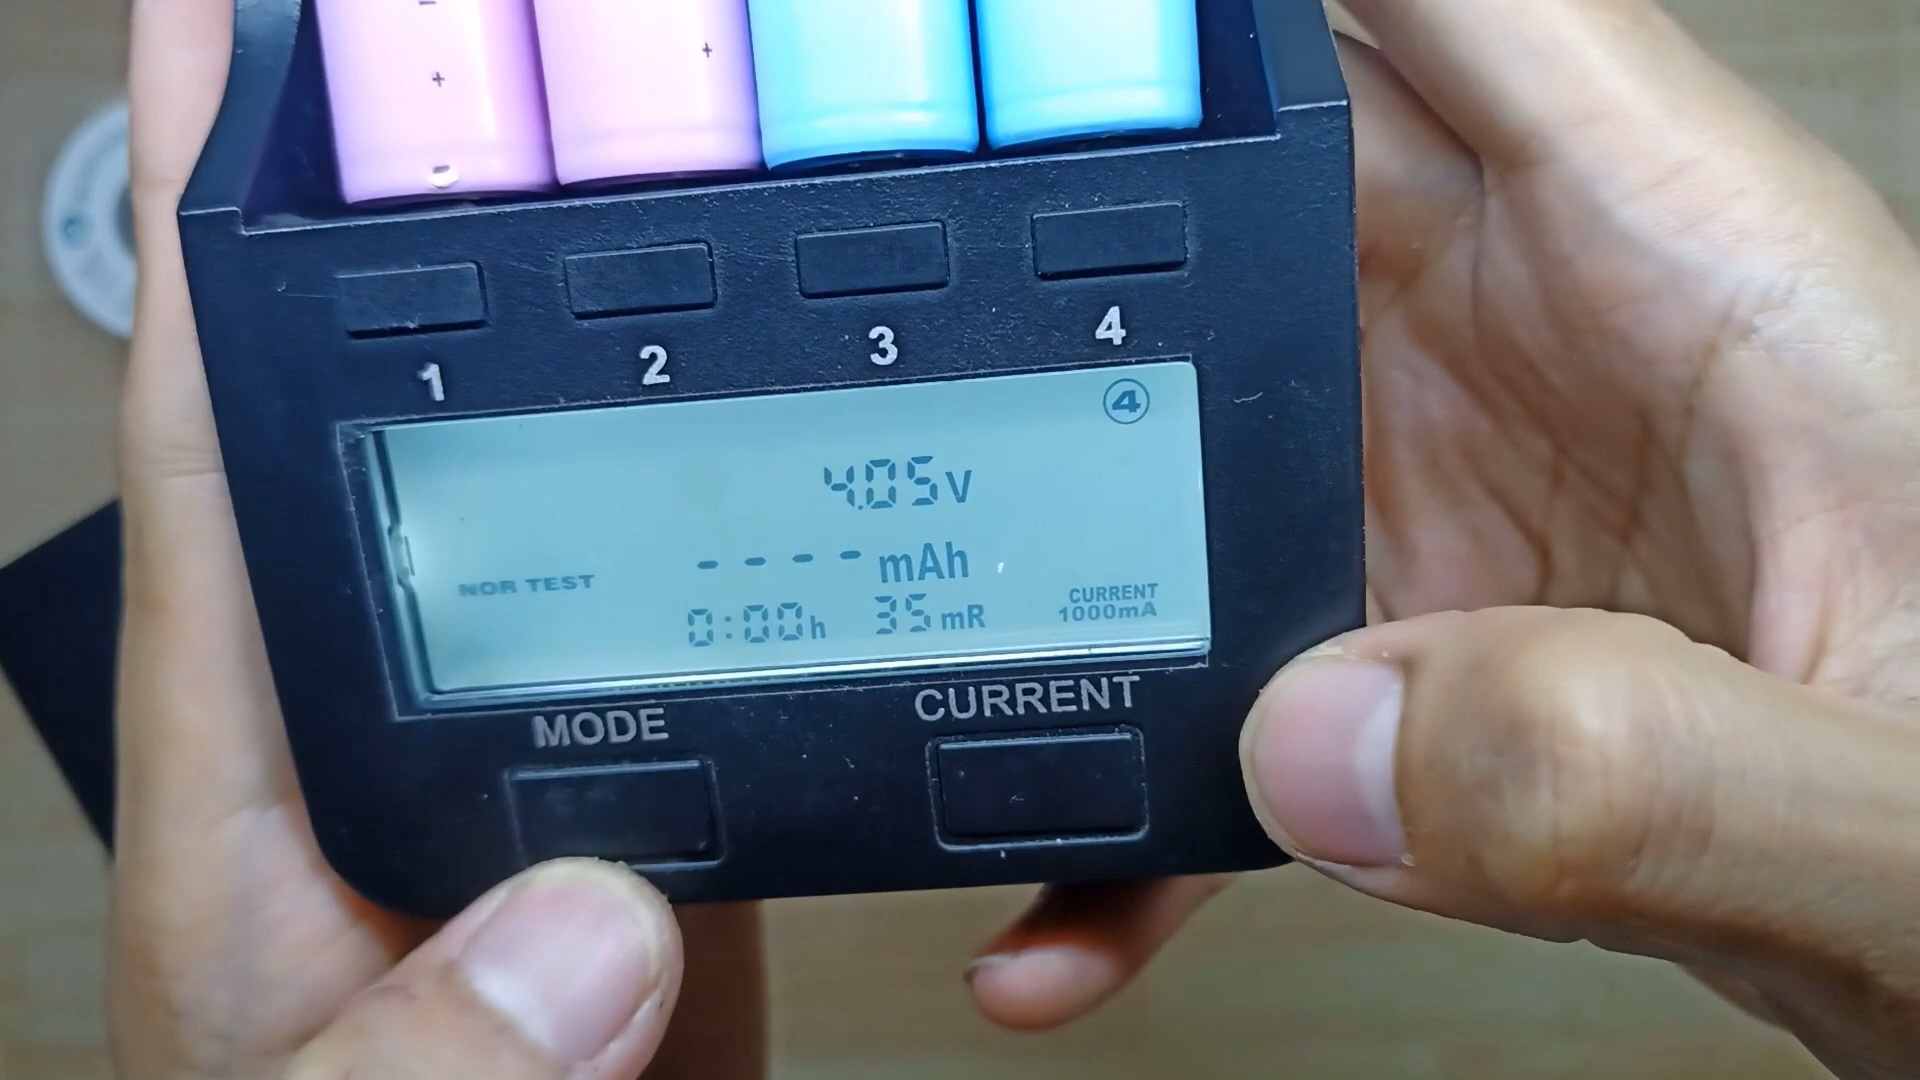 1 2 3 4
4
4.05V
- - - - mAh
NOR TEST
0:00h 35mR
CURRENT
1000mA
MODE CURRENT